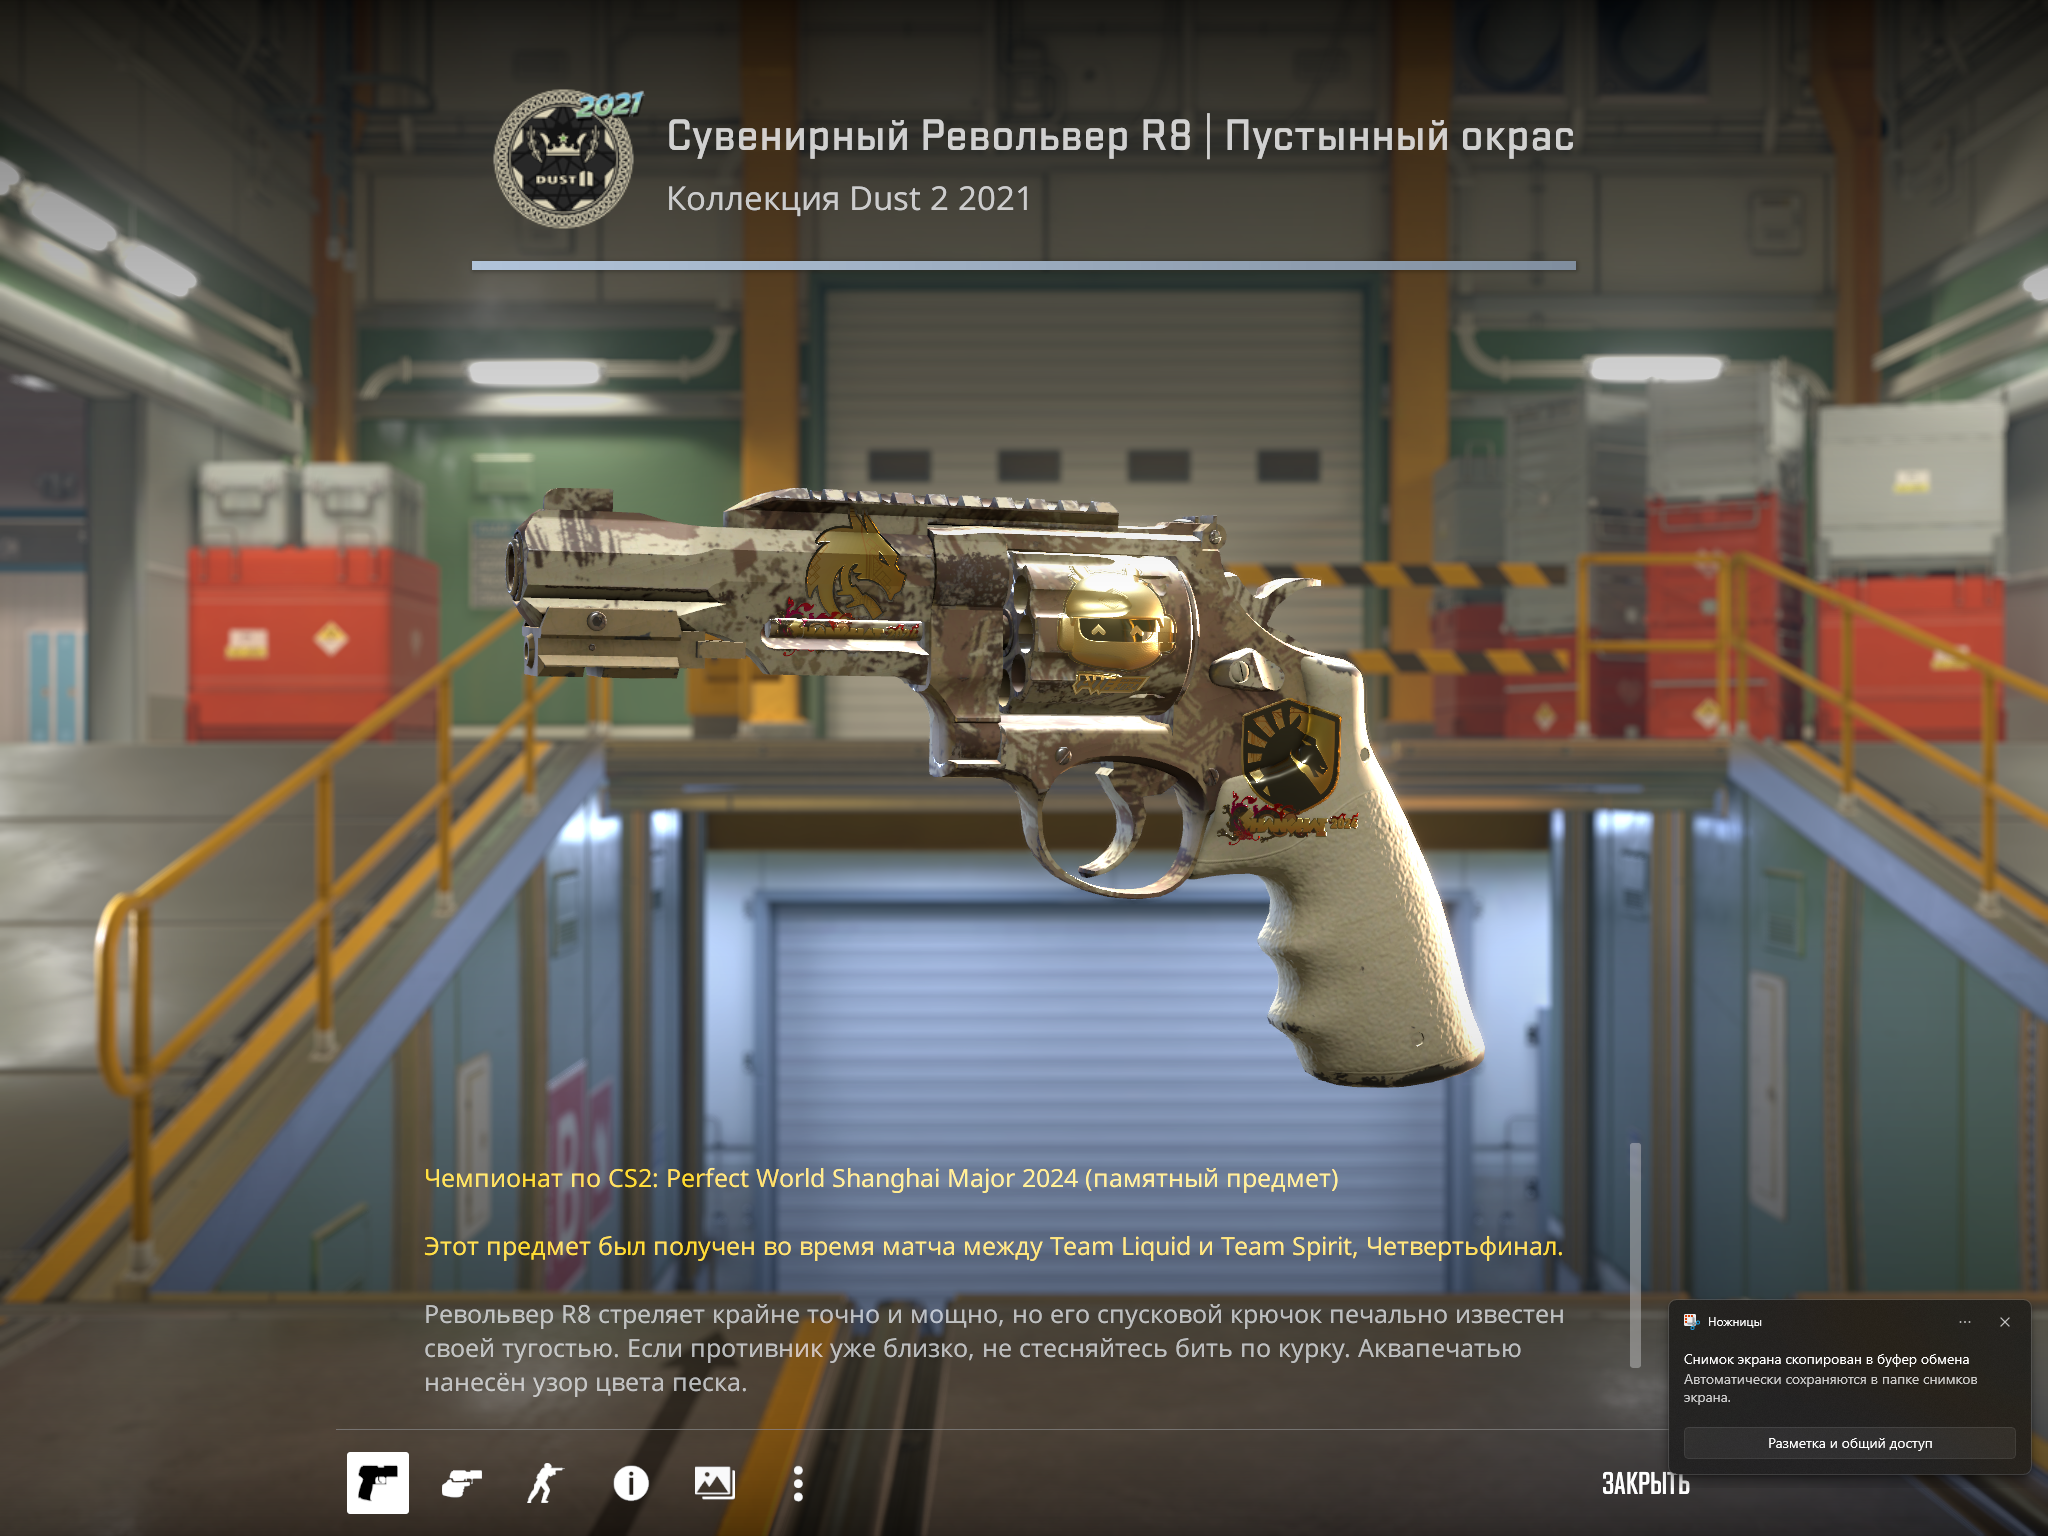 2021
DUST II
Сувенирный Револьвер R8 | Пустынный окрас
Коллекция Dust 2 2021
Чемпионат по CS2: Perfect World Shanghai Major 2024 (памятный предмет)
Этот предмет был получен во время матча между Team Liquid и Team Spirit, Четвертьфинал.
Револьвер R8 стреляет крайне точно и мощно, но его спусковой крючок печально известен
своей тугостью. Если противник уже близко, не стесняйтесь бить по курку. Аквапечатью
нанесён узор цвета песка.
Ножницы
Снимок экрана скопирован в буфер обмена
Автоматически сохраняются в папке снимков
экрана.
Разметка и общий доступ
ЗАКРЫТЬ